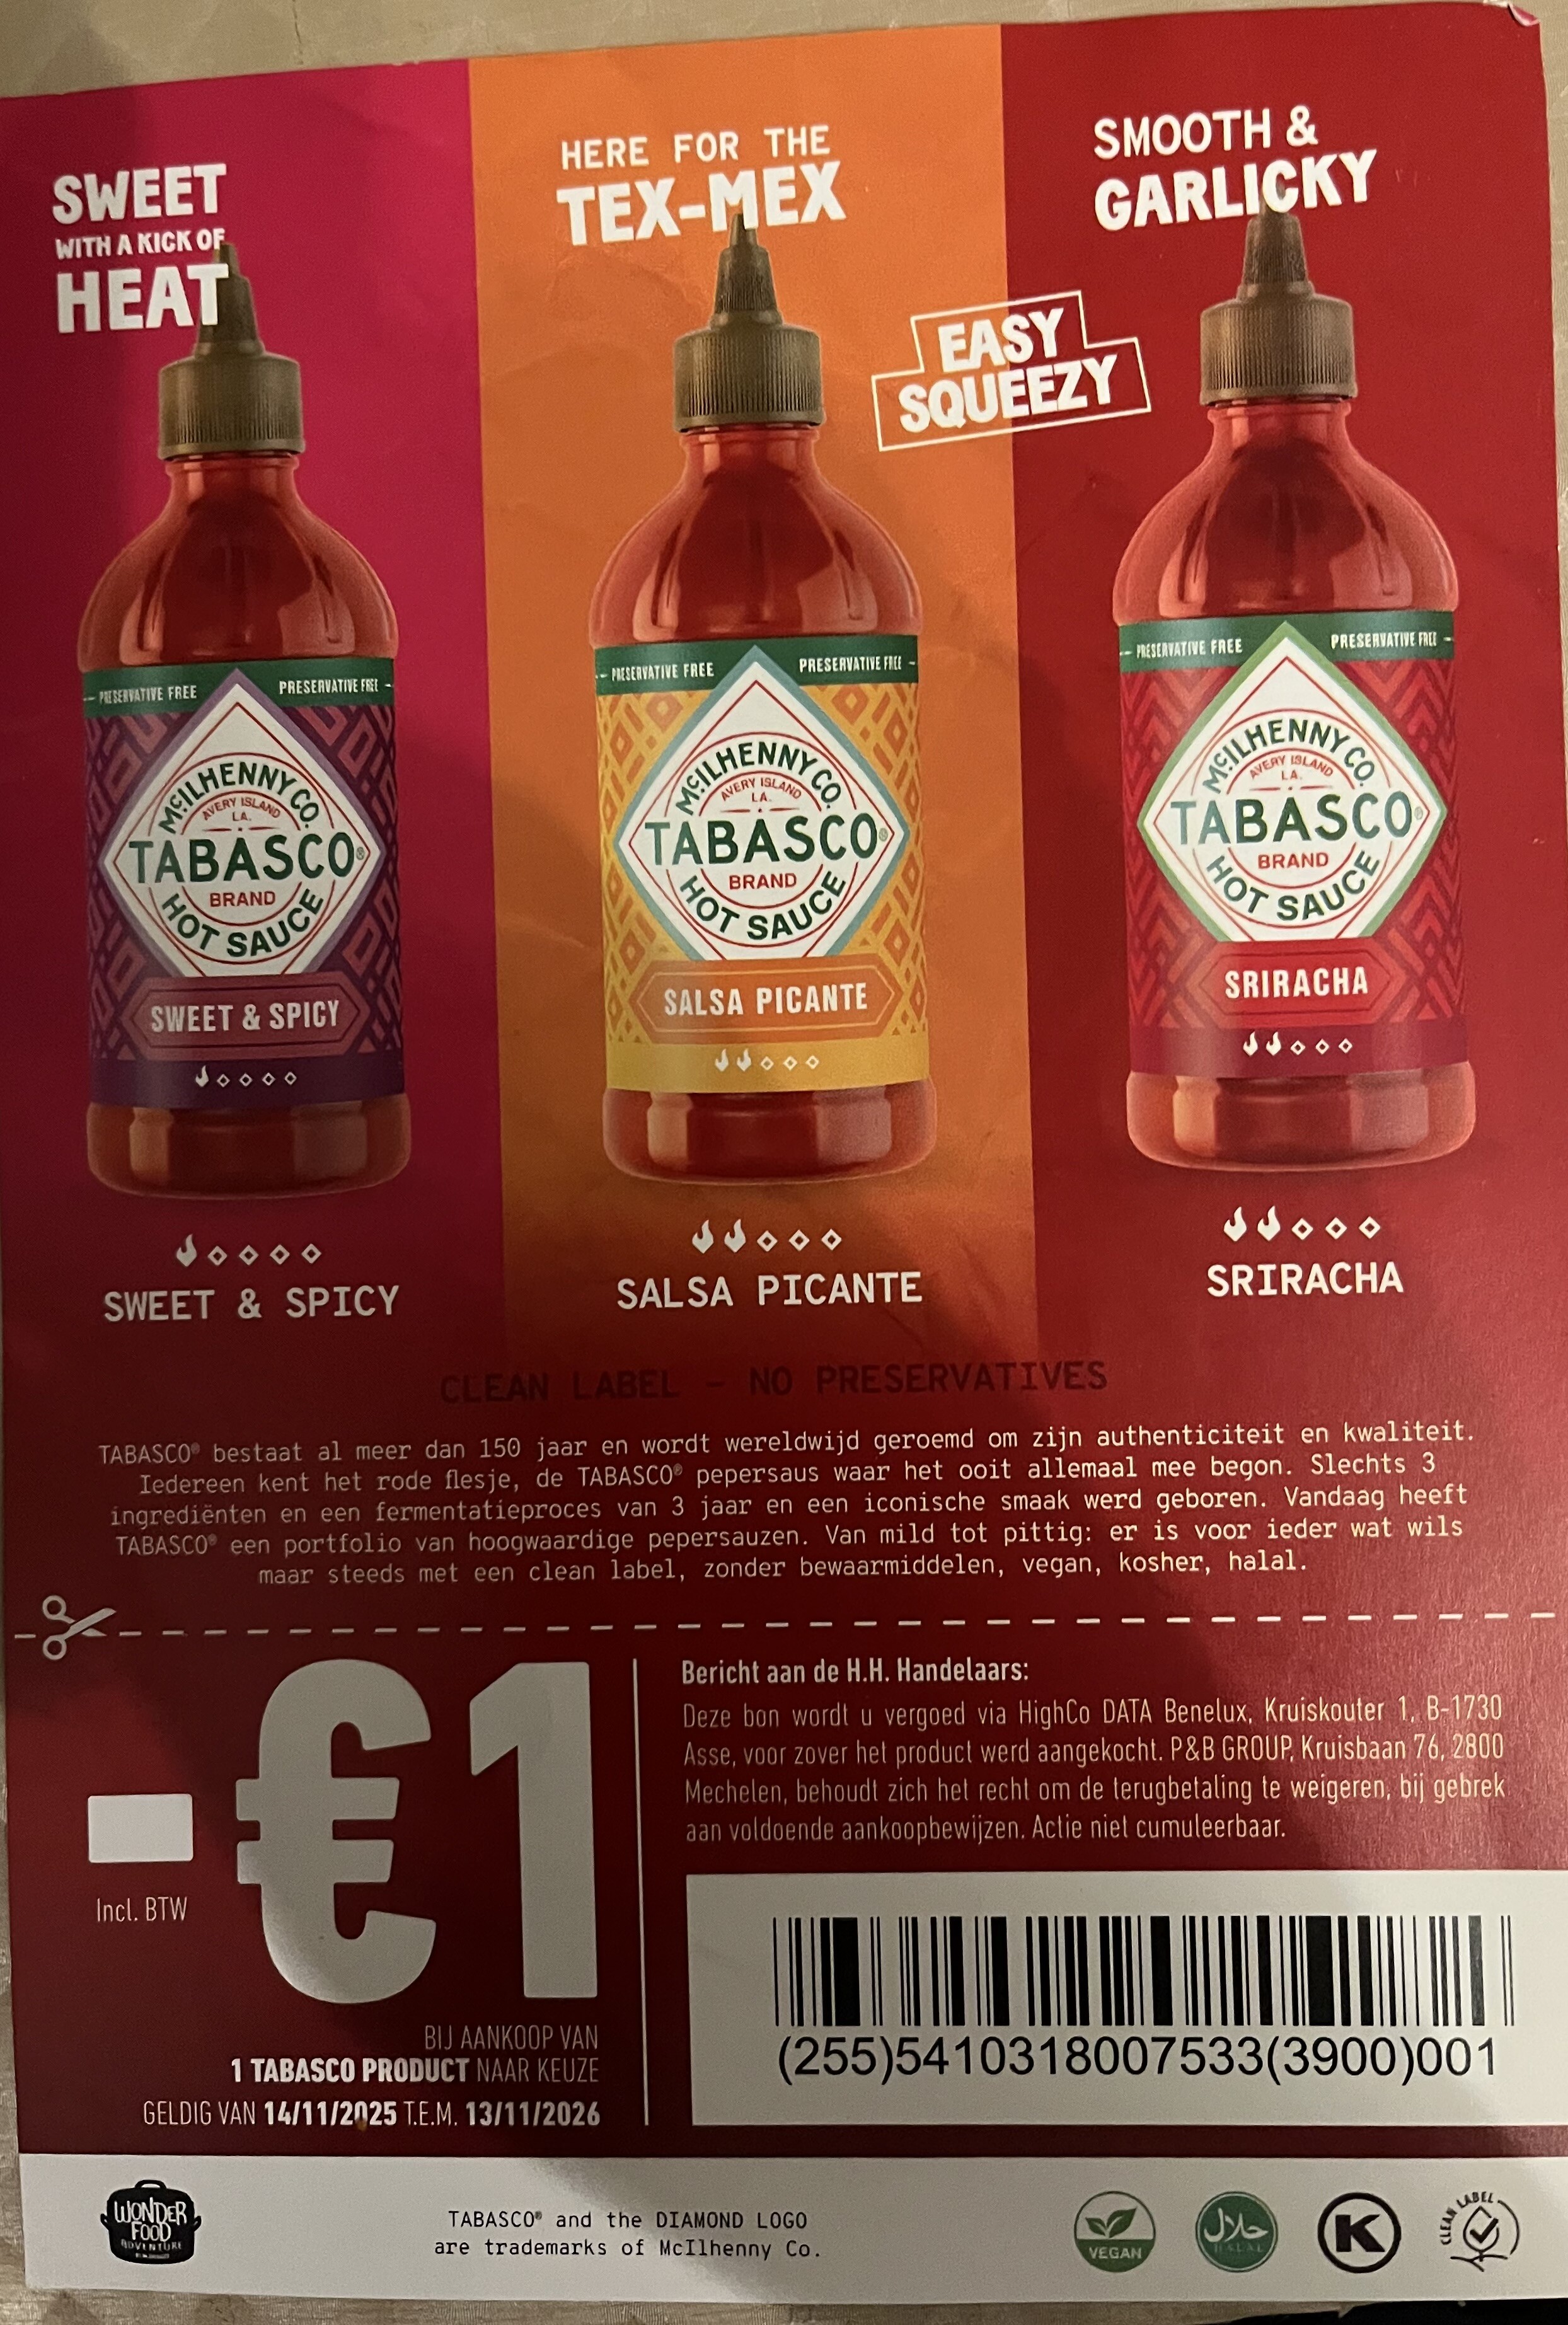 SWEET
WITH A KICK OF
HEAT
HERE FOR THE
TEX-MEX
SMOOTH &
GARLICKY
EASY
SQUEEZY
PRESERVATIVE FREE PRESERVATIVE FREE
McILHENNY CO.
AVERY ISLAND
LA.
TABASCO®
BRAND
HOT SAUCE
SWEET & SPICY
PRESERVATIVE FREE PRESERVATIVE FREE
McILHENNY CO.
AVERY ISLAND
LA.
TABASCO®
BRAND
HOT SAUCE
SALSA PICANTE
PRESERVATIVE FREE PRESERVATIVE FREE
McILHENNY CO.
AVERY ISLAND
LA.
TABASCO®
BRAND
HOT SAUCE
SRIRACHA
SWEET & SPICY
SALSA PICANTE
SRIRACHA
CLEAN LABEL - NO PRESERVATIVES
TABASCO® bestaat al meer dan 150 jaar en wordt wereldwijd geroemd om zijn authenticiteit en kwaliteit.
Iedereen kent het rode flesje, de TABASCO® pepersaus waar het ooit allemaal mee begon. Slechts 3
ingrediënten en een fermentatieproces van 3 jaar en een iconische smaak werd geboren. Vandaag heeft
TABASCO® een portfolio van hoogwaardige pepersauzen. Van mild tot pittig: er is voor ieder wat wils
maar steeds met een clean label, zonder bewaarmiddelen, vegan, kosher, halal.
€1
Incl. BTW
BIJ AANKOOP VAN
1 TABASCO PRODUCT NAAR KEUZE
GELDIG VAN 14/11/2025 T.E.M. 13/11/2026
Bericht aan de H.H. Handelaars:
Deze bon wordt u vergoed via HighCo DATA Benelux, Kruiskouter 1, B-1730
Asse, voor zover het product werd aangekocht. P&B GROUP, Kruisbaan 76, 2800
Mechelen, behoudt zich het recht om de terugbetaling te weigeren, bij gebrek
aan voldoende aankoopbewijzen. Actie niet cumuleerbaar.
(255)5410318007533(3900)001
WONDER
FOOD
ADVENTURE
TABASCO® and the DIAMOND LOGO
are trademarks of McIlhenny Co.
VEGAN
حلال
HALAL
K
CLEAN LABEL